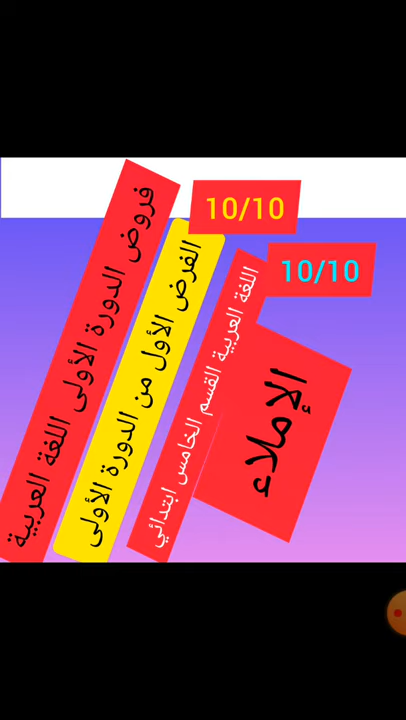 فروض الدورة الأولى اللغة العربية
الفرض الأول من الدورة الأولى
اللغة العربية القسم الخامس ابتدائي
الإملاء
10/10
10/10